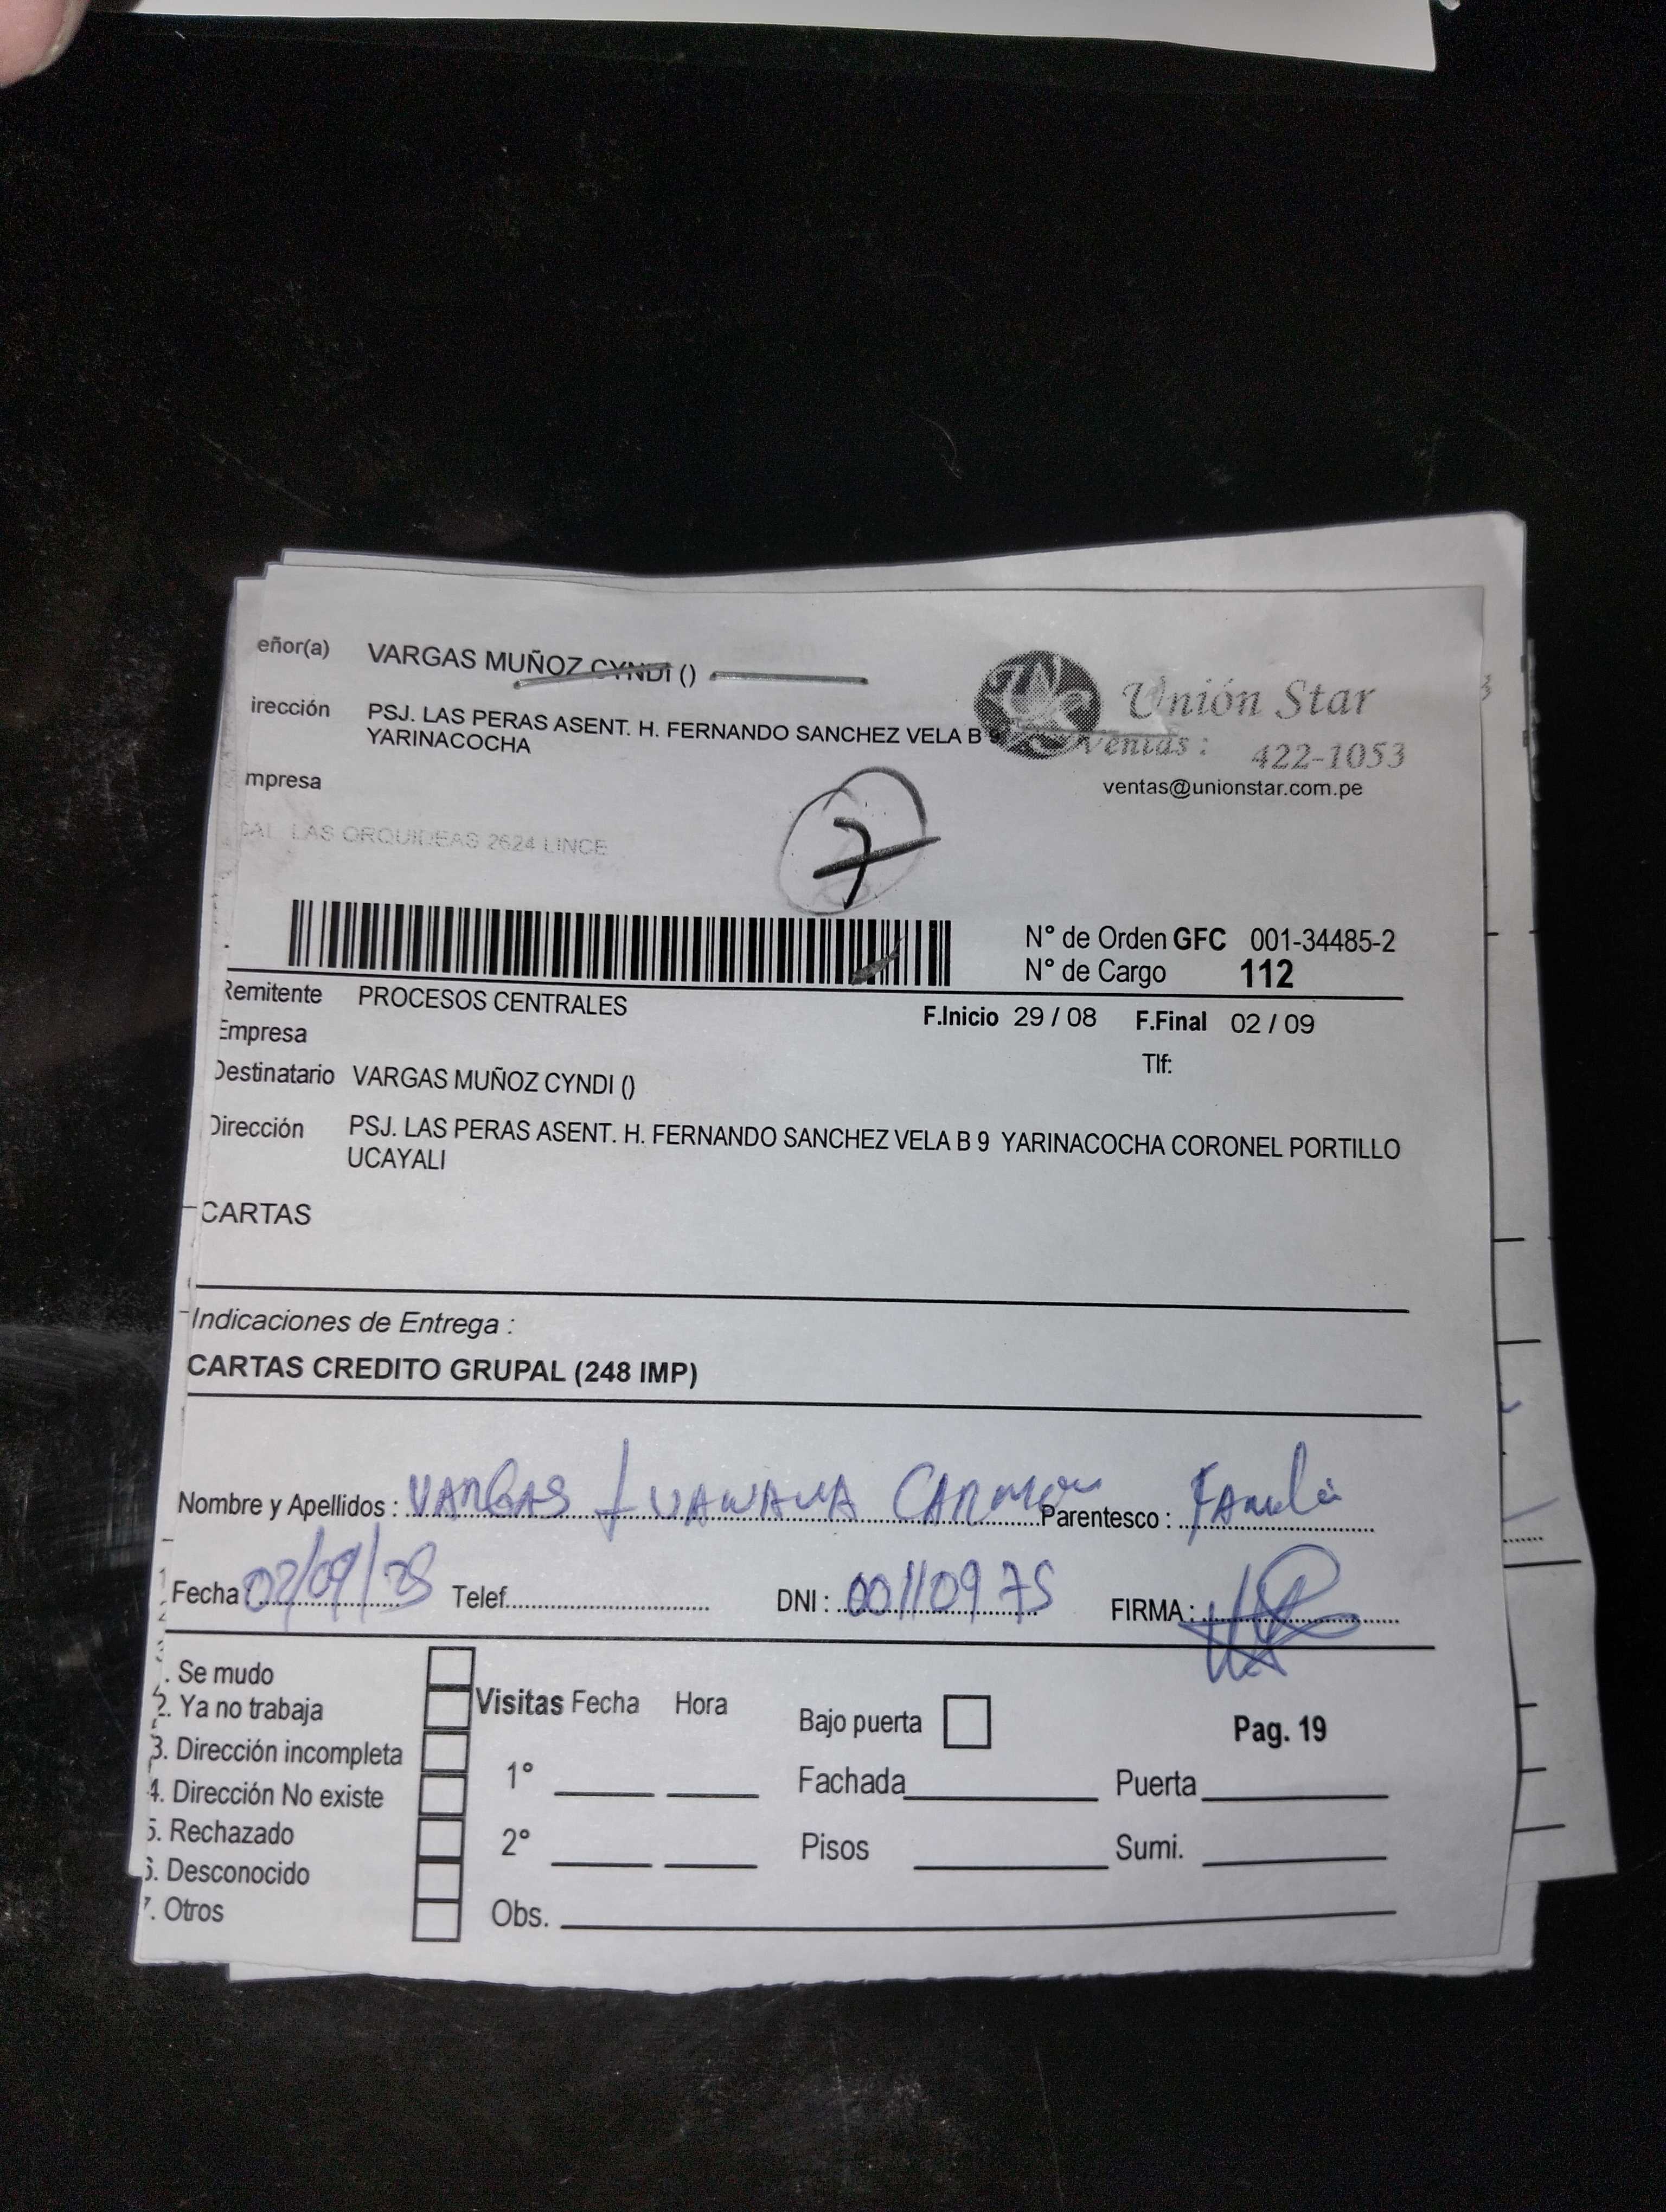 eñor(a) VARGAS MUÑOZ CYNDI ()
Unión Star
irección PSJ. LAS PERAS ASENT. H. FERNANDO SANCHEZ VELA B 9
YARINACOCHA
Ventas : 422-1053
mpresa
ventas@unionstar.com.pe
CAL. LAS ORQUIDEAS 2624 LINCE
7
N° de Orden GFC 001-34485-2
N° de Cargo 112
Remitente PROCESOS CENTRALES
F.Inicio 29 / 08 F.Final 02 / 09
Empresa
Tlf:
Destinatario VARGAS MUÑOZ CYNDI ()
Dirección PSJ. LAS PERAS ASENT. H. FERNANDO SANCHEZ VELA B 9 YARINACOCHA CORONEL PORTILLO
UCAYALI
CARTAS
Indicaciones de Entrega :
CARTAS CREDITO GRUPAL (248 IMP)
Nombre y Apellidos : VARGAS Parentesco :
Fecha : 02/09/25 Telef. DNI : 00110975 FIRMA :
. Se mudo
2. Ya no trabaja
3. Dirección incompleta
4. Dirección No existe
5. Rechazado
6. Desconocido
7. Otros
Visitas Fecha Hora
1°
2°
Obs.
Bajo puerta
Pag. 19
Fachada Puerta
Pisos Sumi.